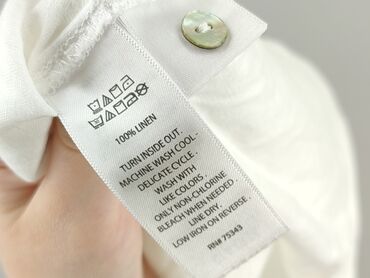 100% LINEN
TURN INSIDE OUT.
MACHINE WASH COOL-
DELICATE CYCLE.
WASH WITH
LIKE COLORS.
ONLY NON-CHLORINE
BLEACH WHEN NEEDED.
LINE DRY.
LOW IRON ON REVERSE.
RN# 75343